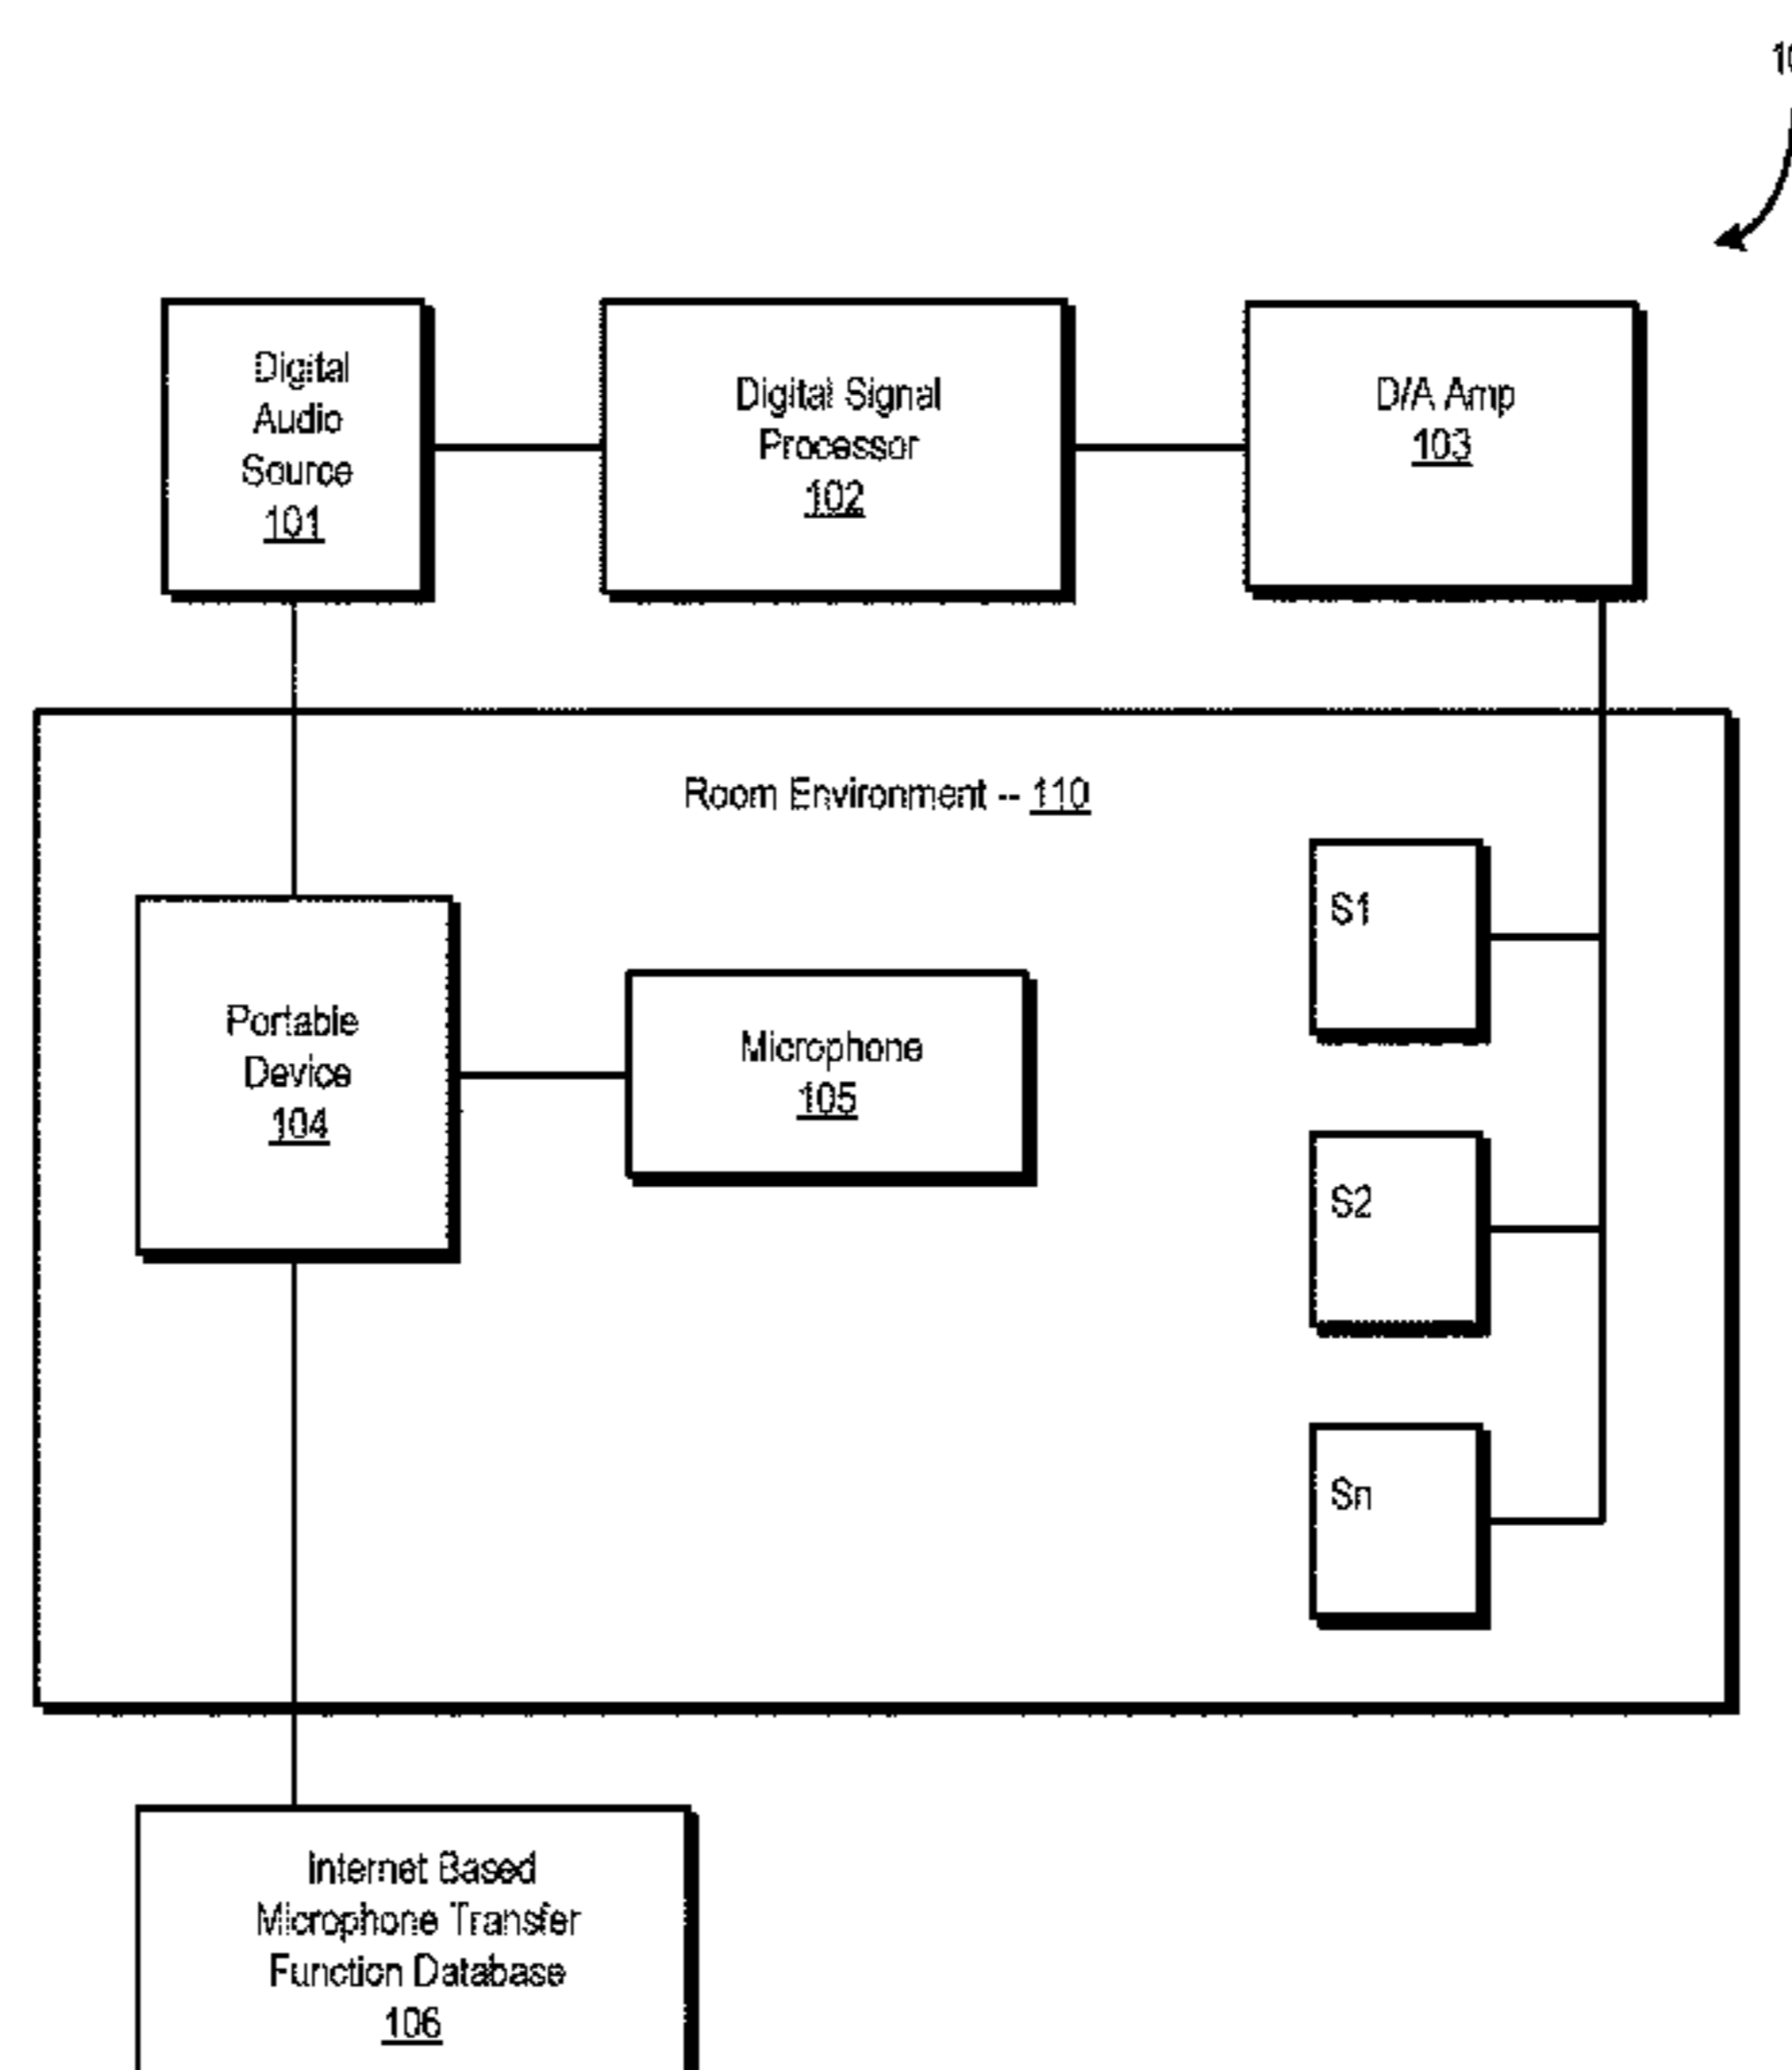 Digital
Audio
Source
101
Digital Signal
Processor
102
D/A Amp
103
Room Environment -- 110
Portable
Device
104
Microphone
105
S1
S2
Sn
Internet Based
Microphone Transfer
Function Database
106